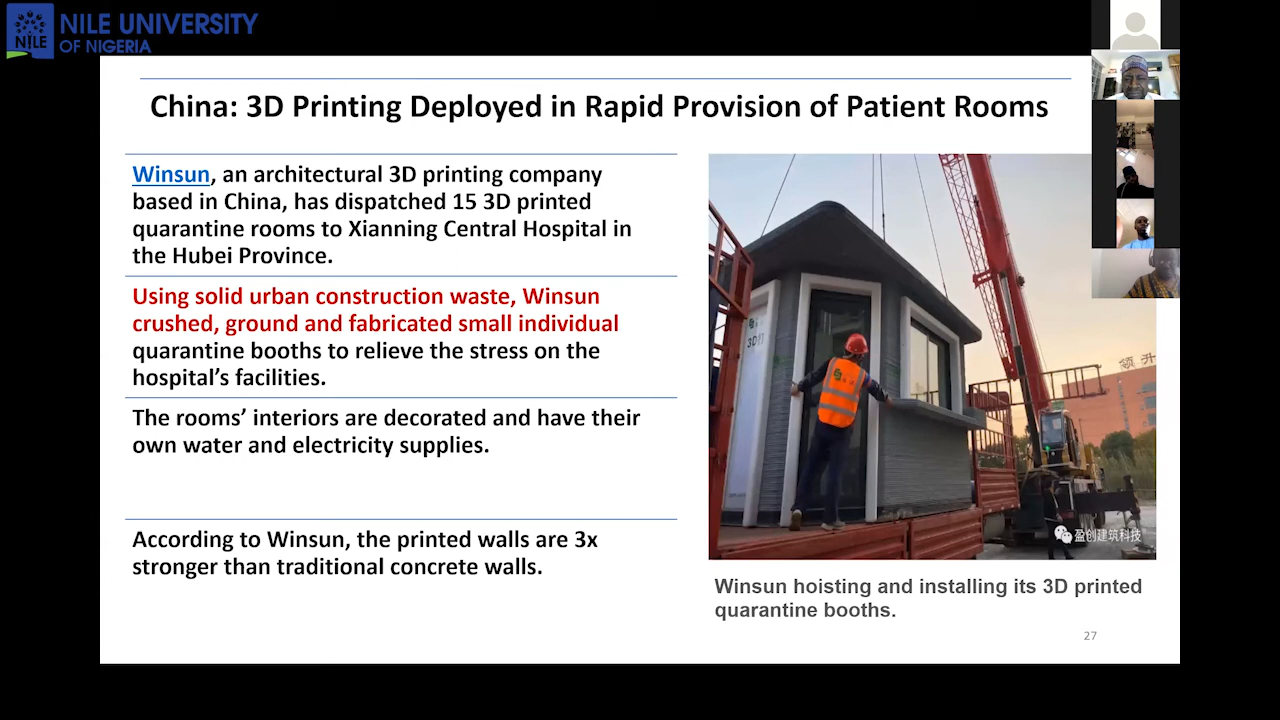 NILE UNIVERSITY
OF NIGERIA
NILE
China: 3D Printing Deployed in Rapid Provision of Patient Rooms
Winsun, an architectural 3D printing company
based in China, has dispatched 15 3D printed
quarantine rooms to Xianning Central Hospital in
the Hubei Province.
Using solid urban construction waste, Winsun
crushed, ground and fabricated small individual
quarantine booths to relieve the stress on the
hospital’s facilities.
The rooms’ interiors are decorated and have their
own water and electricity supplies.
According to Winsun, the printed walls are 3x
stronger than traditional concrete walls.
3D打
领升
盈创建筑科技
Winsun hoisting and installing its 3D printed
quarantine booths.
27